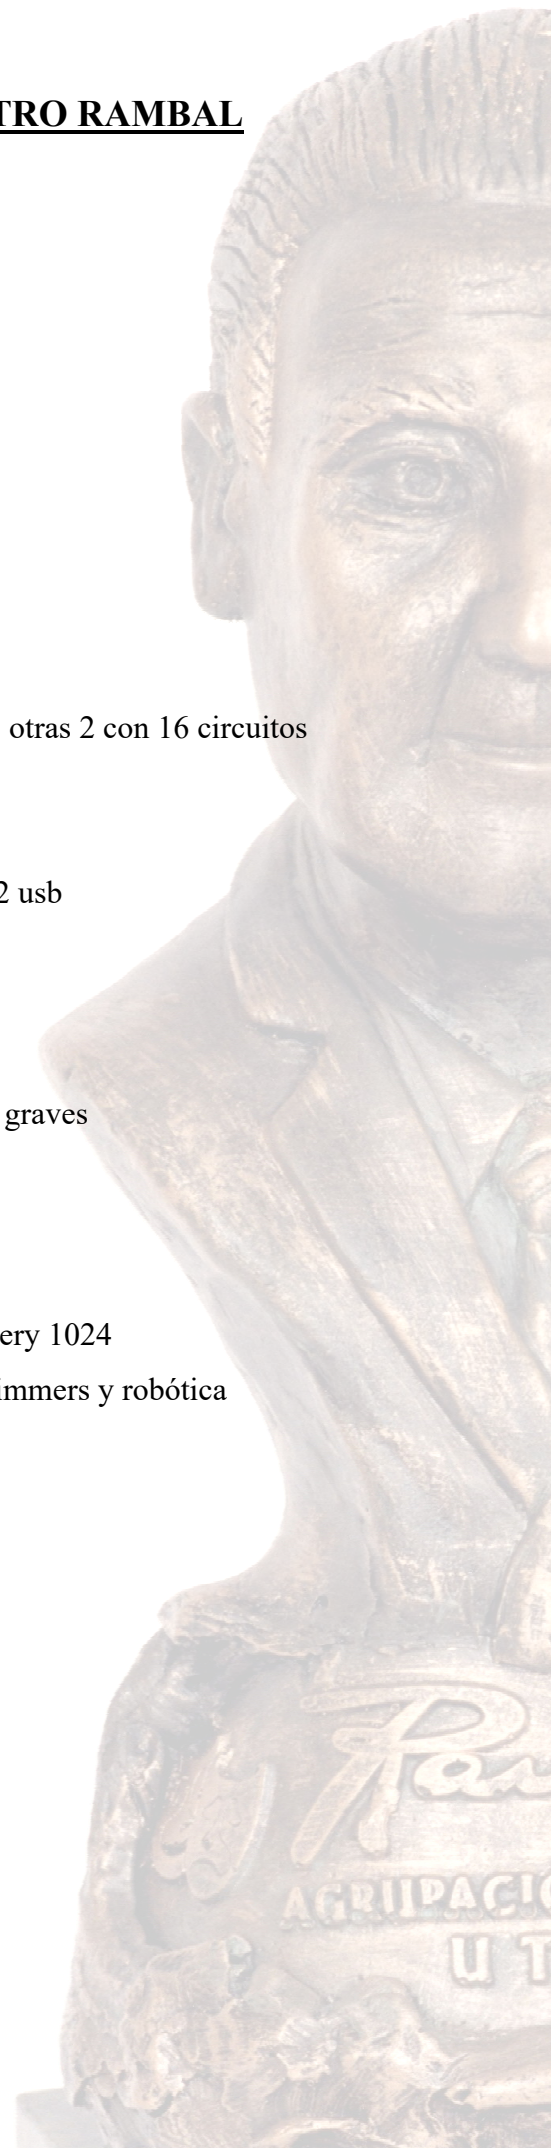 TRO RAMBAL
otras 2 con 16 circuitos
2 usb
graves
ery 1024
immers y robótica
AGRUPACIO
U T